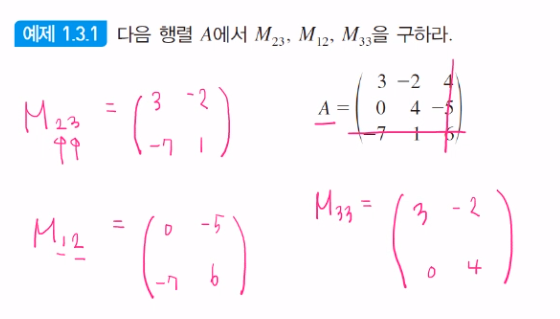 예제 1.3.1 다음 행렬 A에서 M₂₃, M₁₂, M₃₃을 구하라.
3 −2 4
A = 0 4 −5
−7 1 6
M₂₃ = 3 -2
-7 1
M₁₂ = 0 -5
-7 6
M₃₃ = 3 -2
0 4